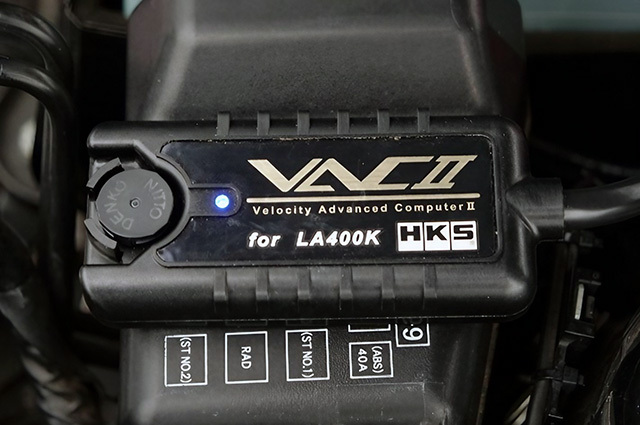 VAC II
Velocity Advanced Computer II
for LA400K HKS
NITTO
DENKO
(ST NO.2)
RAD
(ST NO.1)
(ABS)
40A